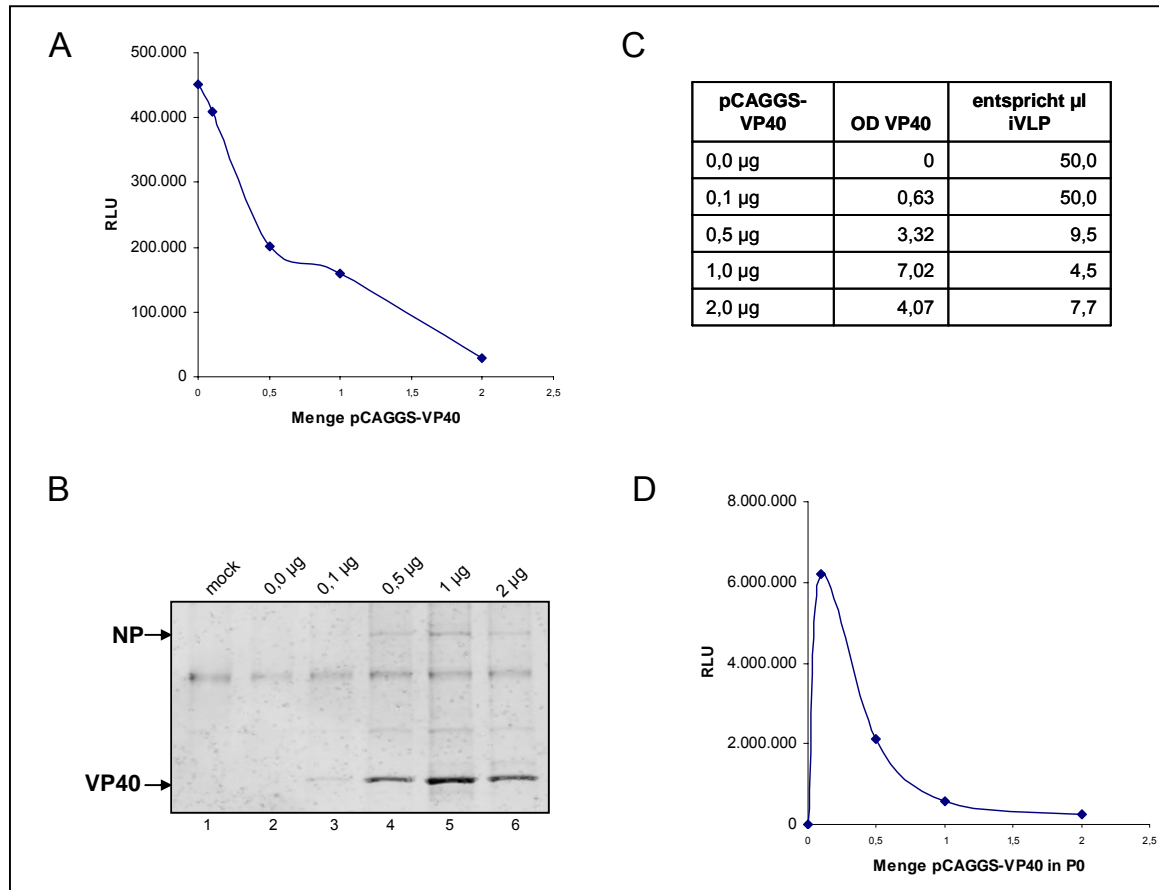 A
500.000
400.000
300.000
200.000
100.000
0
RLU
0
0,5
1
1,5
2
2,5
Menge pCAGGS-VP40
C
pCAGGS-VP40 OD VP40 entspricht µl iVLP
0,0 µg 0 50,0
0,1 µg 0,63 50,0
0,5 µg 3,32 9,5
1,0 µg 7,02 4,5
2,0 µg 4,07 7,7
B
mock 0,0 µg 0,1 µg 0,5 µg 1 µg 2 µg
NP
VP40
1 2 3 4 5 6
D
8.000.000
6.000.000
4.000.000
2.000.000
0
RLU
0
0,5
1
1,5
2
2,5
Menge pCAGGS-VP40 in P0